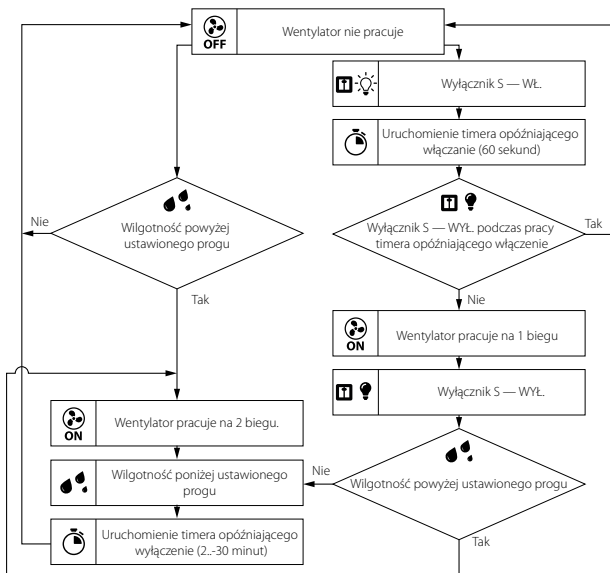 OFF
Wentylator nie pracuje
Wyłącznik S — WŁ.
Uruchomienie timera opóźniającego
włączanie (60 sekund)
Nie
Wilgotność powyżej
ustawionego progu
Tak
Wyłącznik S — WYŁ. podczas pracy
timera opóźniającego włączenie
Tak
Nie
ON
Wentylator pracuje na 1 biegu
Wyłącznik S — WYŁ.
ON
Wentylator pracuje na 2 biegu.
Wilgotność poniżej ustawionego
progu
Nie
Wilgotność powyżej ustawionego progu
Tak
Uruchomienie timera opóźniającego
wyłączenie (2..-30 minut)